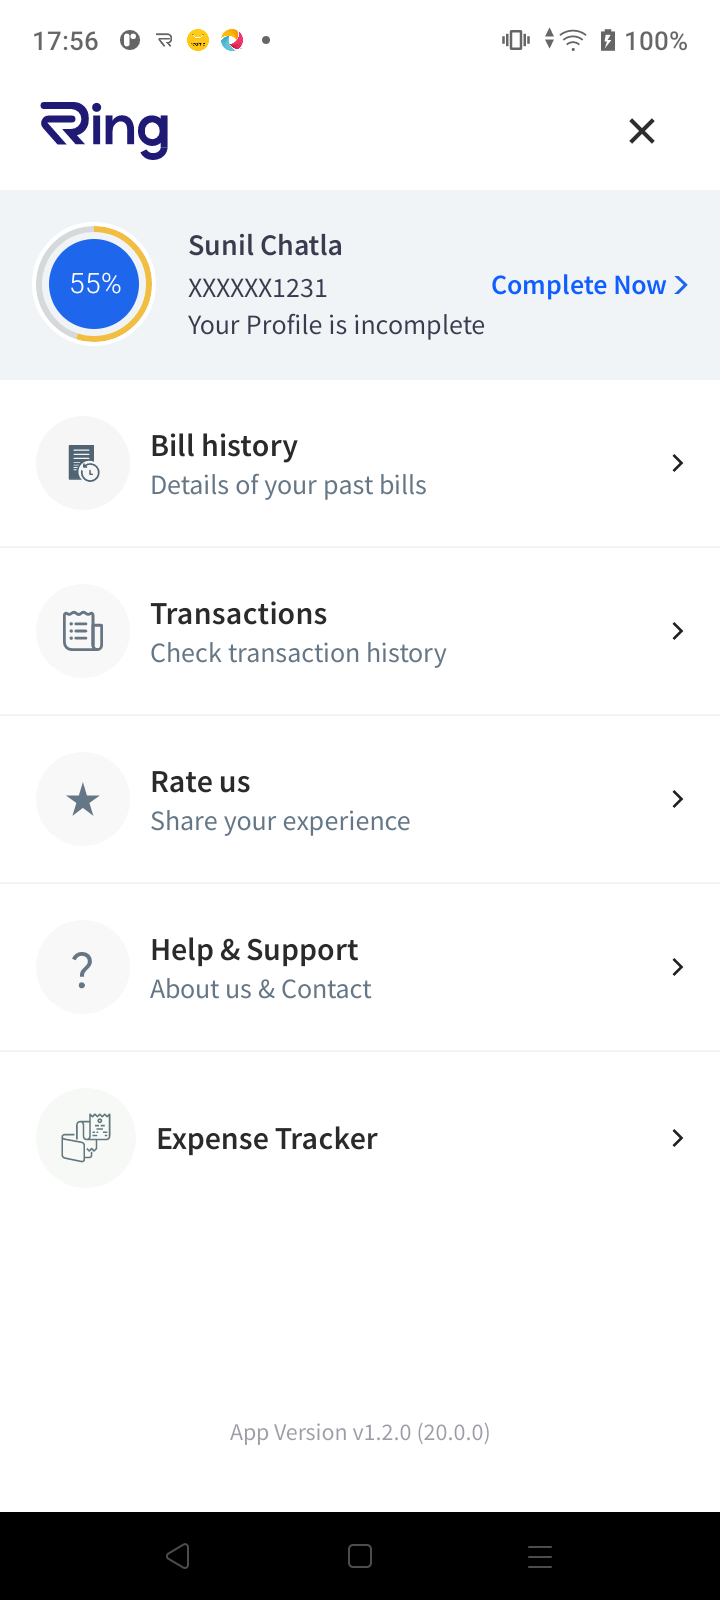 17:56
100%
Ring
55%
Sunil Chatla
XXXXXX1231
Your Profile is incomplete
Complete Now
Bill history
Details of your past bills
Transactions
Check transaction history
Rate us
Share your experience
Help & Support
About us & Contact
Expense Tracker
App Version v1.2.0 (20.0.0)